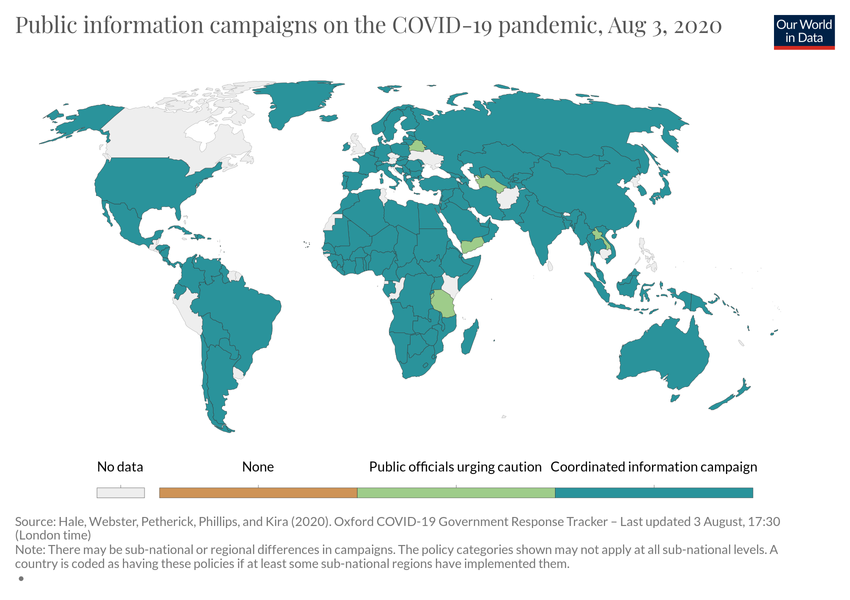 Public information campaigns on the COVID-19 pandemic, Aug 3, 2020
Our World
in Data
No data
None
Public officials urging caution
Coordinated information campaign
Source: Hale, Webster, Petherick, Phillips, and Kira (2020). Oxford COVID-19 Government Response Tracker – Last updated 3 August, 17:30
(London time)
Note: There may be sub-national or regional differences in campaigns. The policy categories shown may not apply at all sub-national levels. A
country is coded as having these policies if at least some sub-national regions have implemented them.